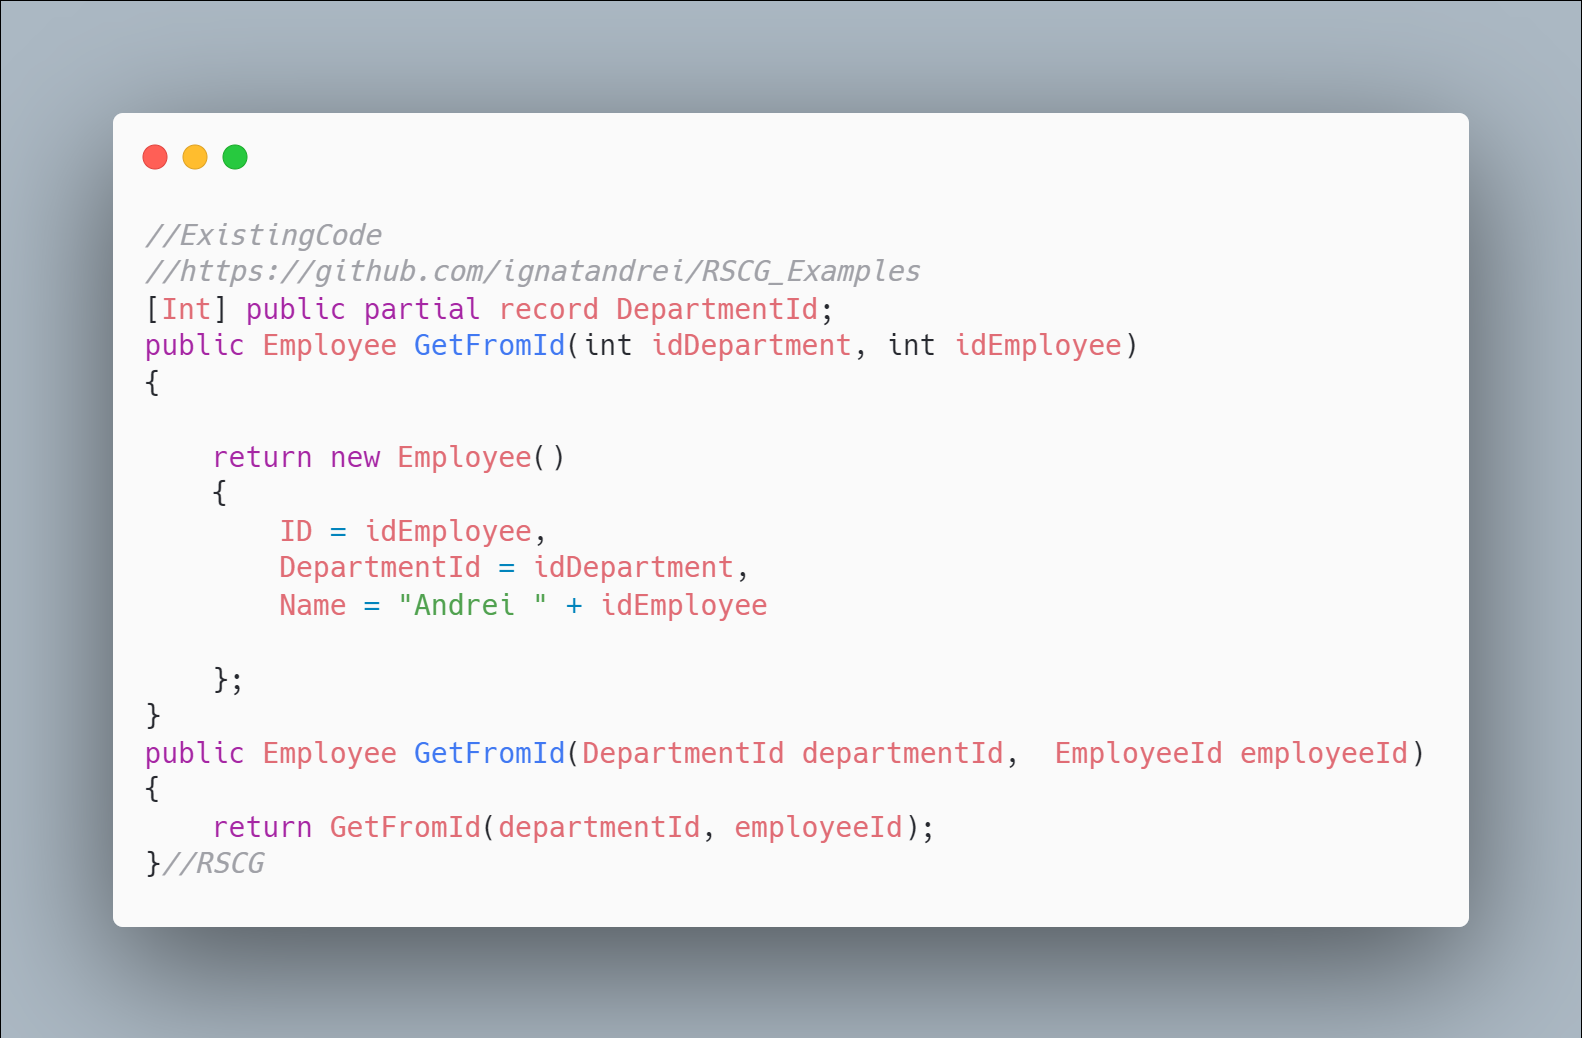 //ExistingCode
//https://github.com/ignatandrei/RSCG_Examples
[Int] public partial record DepartmentId;
public Employee GetFromId(int idDepartment, int idEmployee)
{
    return new Employee()
    {
        ID = idEmployee,
        DepartmentId = idDepartment,
        Name = "Andrei " + idEmployee
    };
}
public Employee GetFromId(DepartmentId departmentId,  EmployeeId employeeId)
{
    return GetFromId(departmentId, employeeId);
}//RSCG